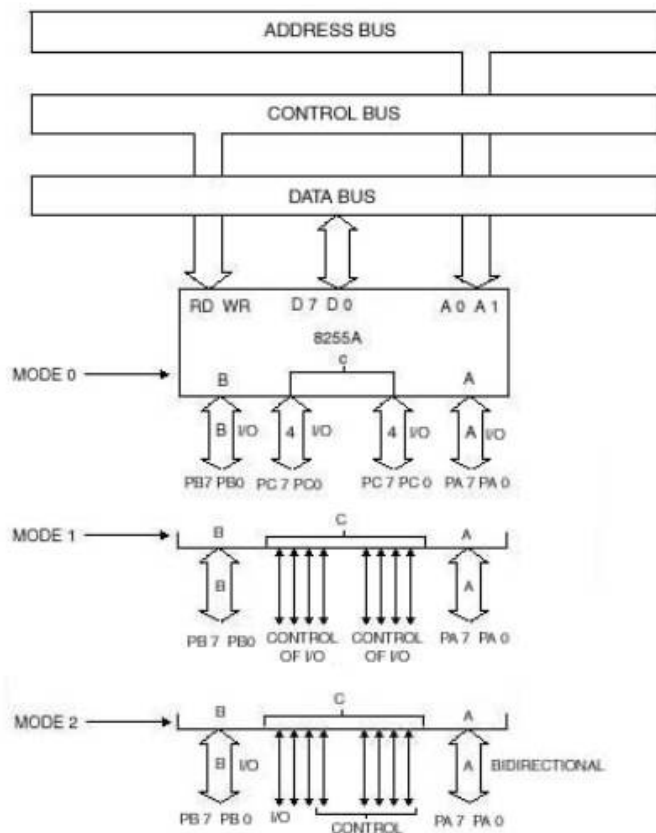 ADDRESS BUS
CONTROL BUS
DATA BUS
RD WR D 7 D 0 A 0 A 1
8255A
C
MODE 0
B A
B I/O 4 I/O 4 I/O A I/O
PB7 PB0 PC 7 PC0 PC 7 PC 0 PA 7 PA 0
MODE 1
B C A
B A
PB 7 PB0 CONTROL OF I/O CONTROL OF I/O PA 7 PA 0
MODE 2
B C A
B I/O A BIDIRECTIONAL
PB 7 PB 0 I/O CONTROL PA 7 PA 0